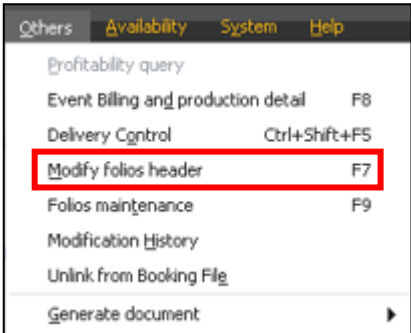 Others Availability System Help
Profitability query
Event Billing and production detail F8
Delivery Control Ctrl+Shift+F5
Modify folios header F7
Folios maintenance F9
Modification History
Unlink from Booking File
Generate document